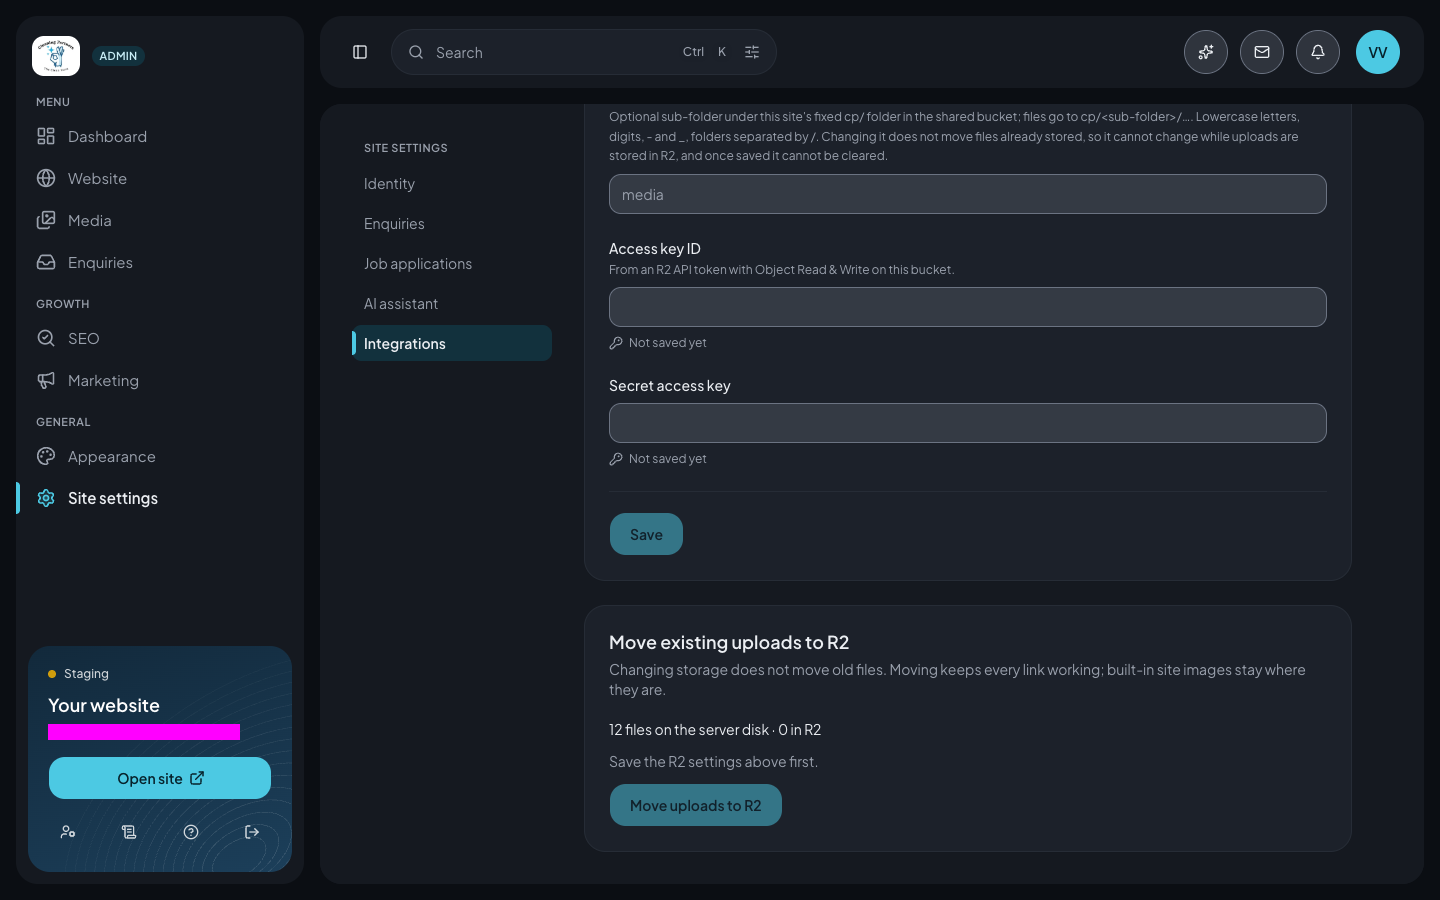 ADMIN
MENU
Dashboard
Website
Media
Enquiries
GROWTH
SEO
Marketing
GENERAL
Appearance
Site settings
Staging
Your website
Open site
Search
Ctrl K
VV
SITE SETTINGS
Identity
Enquiries
Job applications
AI assistant
Integrations
Optional sub-folder under this site's fixed cp/ folder in the shared bucket; files go to cp/<sub-folder>/…. Lowercase letters,
digits, - and _, folders separated by /. Changing it does not move files already stored, so it cannot change while uploads are
stored in R2, and once saved it cannot be cleared.
media
Access key ID
From an R2 API token with Object Read & Write on this bucket.
Not saved yet
Secret access key
Not saved yet
Save
Move existing uploads to R2
Changing storage does not move old files. Moving keeps every link working; built-in site images stay where
they are.
12 files on the server disk · 0 in R2
Save the R2 settings above first.
Move uploads to R2